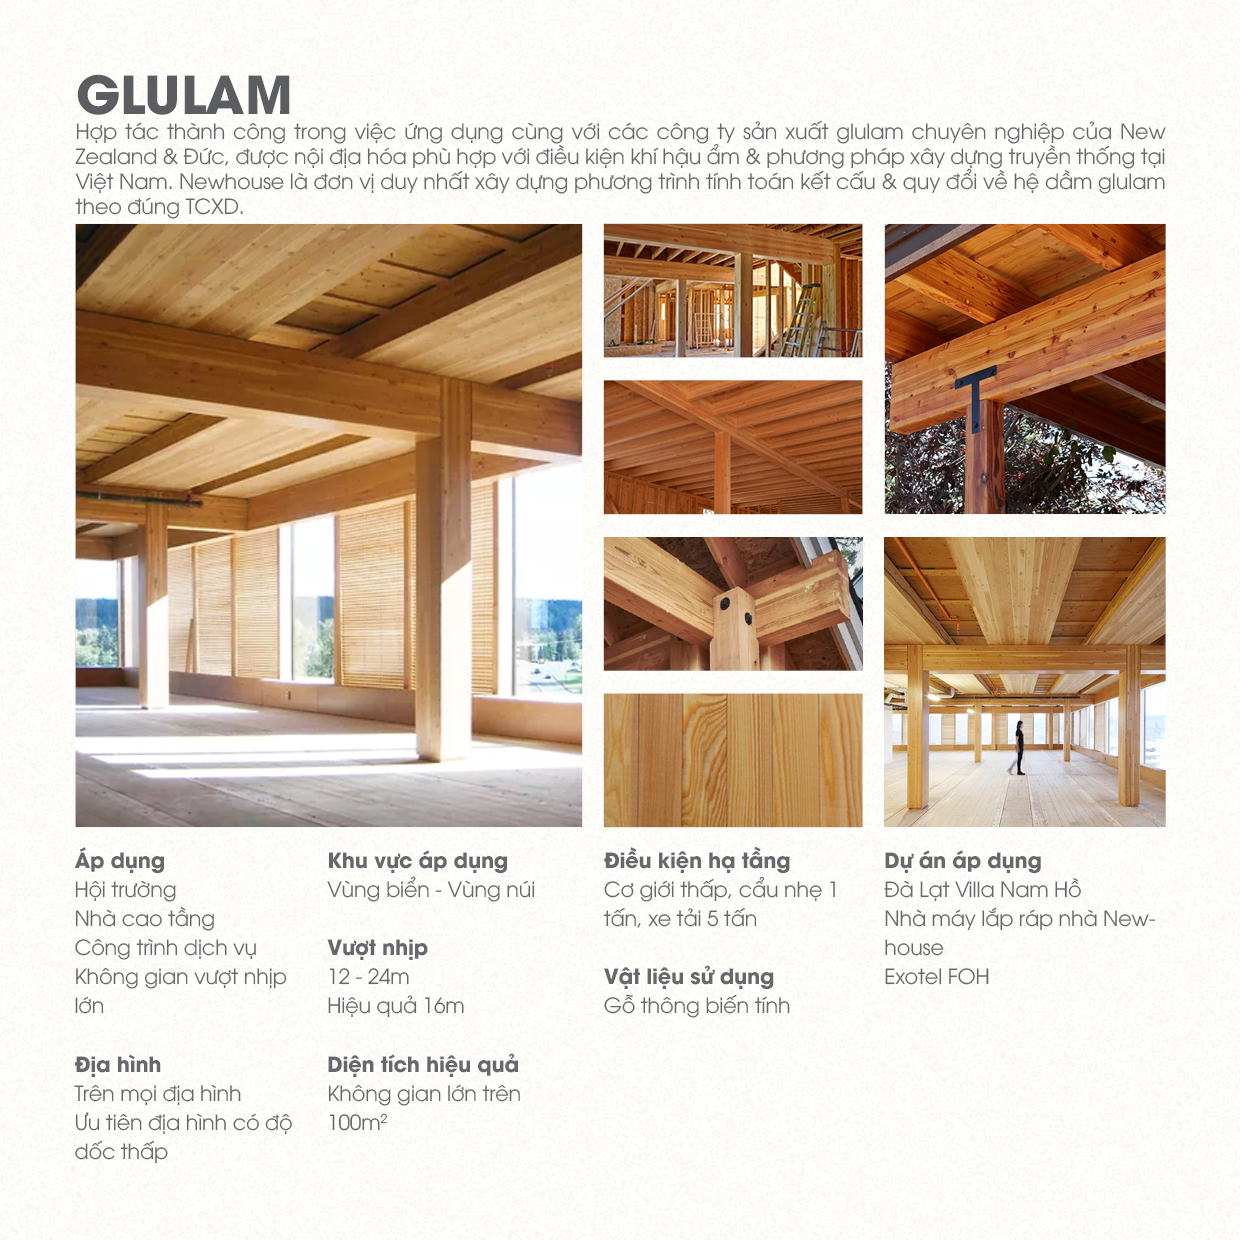 GLULAM
Hợp tác thành công trong việc ứng dụng cùng với các công ty sản xuất glulam chuyên nghiệp của New
Zealand & Đức, được nội địa hóa phù hợp với điều kiện khí hậu ẩm & phương pháp xây dựng truyền thống tại
Việt Nam. Newhouse là đơn vị duy nhất xây dựng phương trình tính toán kết cấu & quy đổi về hệ dầm glulam
theo đúng TCXD.
Áp dụng
Hội trường
Nhà cao tầng
Công trình dịch vụ
Không gian vượt nhịp
lớn
Địa hình
Trên mọi địa hình
Ưu tiên địa hình có độ
dốc thấp
Khu vực áp dụng
Vùng biển - Vùng núi
Vượt nhịp
12 - 24m
Hiệu quả 16m
Diện tích hiệu quả
Không gian lớn trên
100m²
Điều kiện hạ tầng
Cơ giới thấp, cẩu nhẹ 1
tấn, xe tải 5 tấn
Vật liệu sử dụng
Gỗ thông biến tính
Dự án áp dụng
Đà Lạt Villa Nam Hồ
Nhà máy lắp ráp nhà New-
house
Exotel FOH